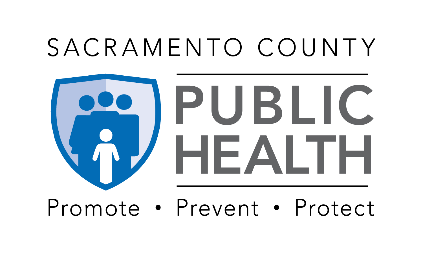 SACRAMENTO COUNTY
PUBLIC
HEALTH
Promote • Prevent • Protect